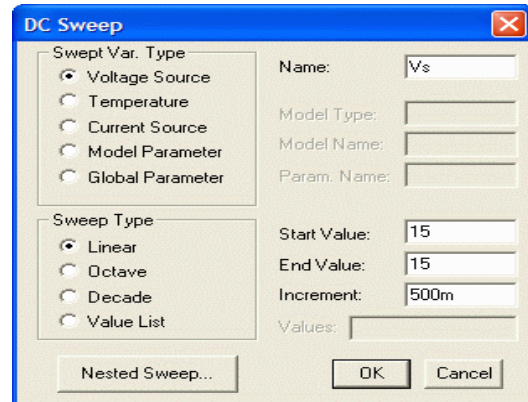 DC Sweep
Swept Var. Type
Voltage Source
Temperature
Current Source
Model Parameter
Global Parameter
Name: Vs
Model Type:
Model Name:
Param. Name:
Sweep Type
Linear
Octave
Decade
Value List
Start Value: 15
End Value: 15
Increment: 500m
Values:
Nested Sweep...
OK
Cancel